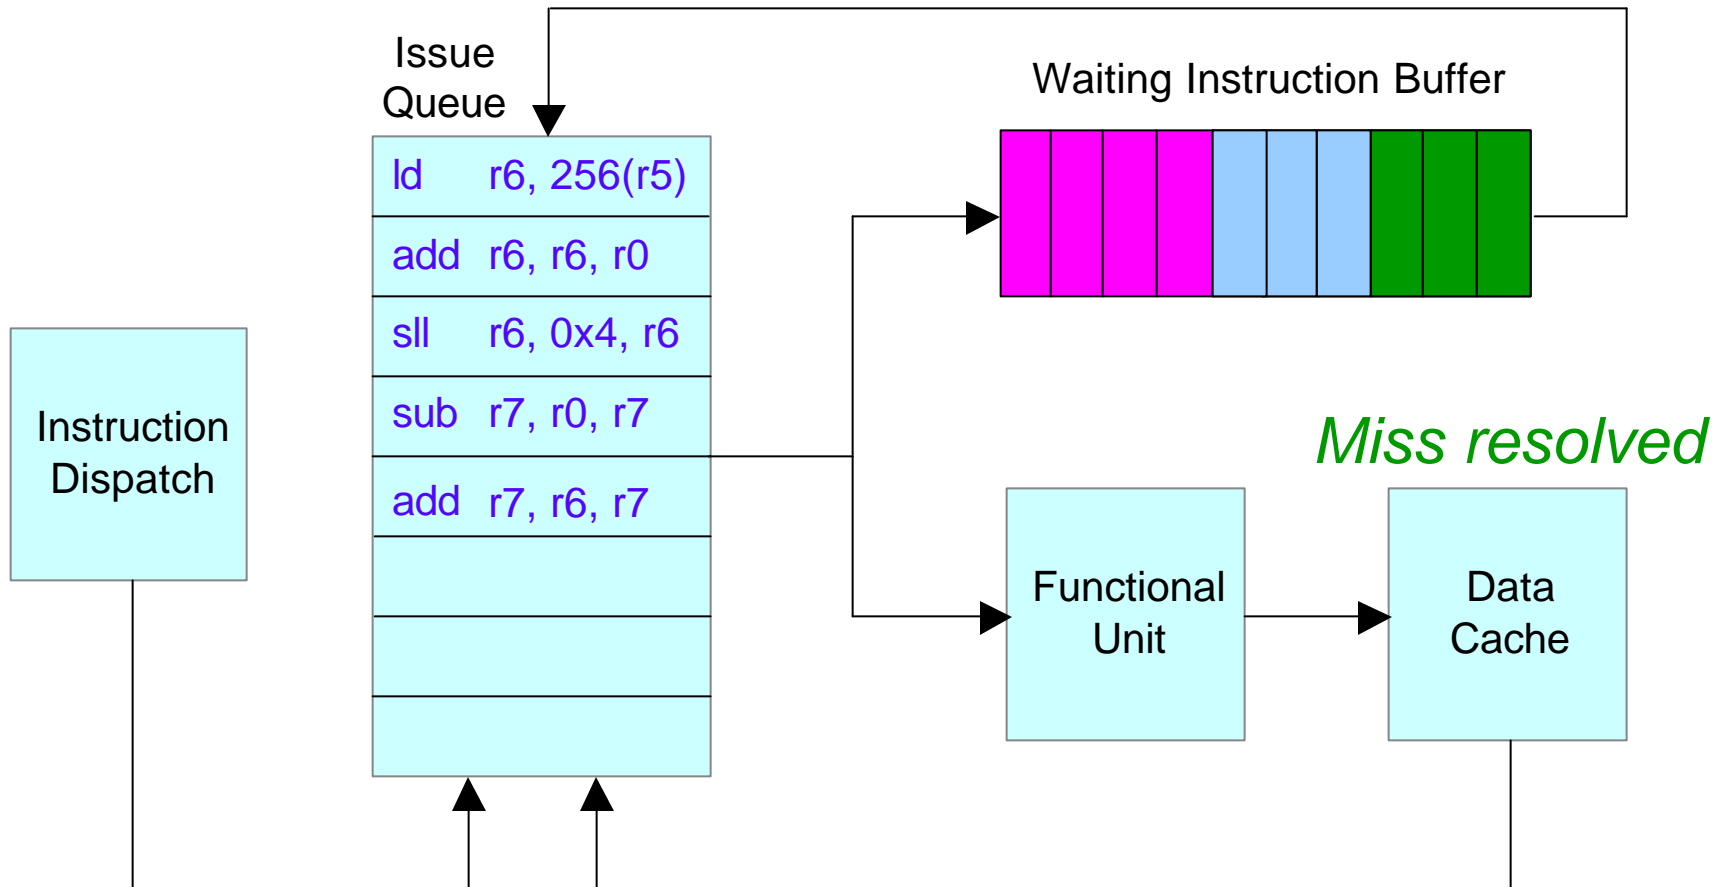 Issue
Queue
Waiting Instruction Buffer
ld r6, 256(r5)
add r6, r6, r0
sll r6, 0x4, r6
sub r7, r0, r7
add r7, r6, r7
Instruction
Dispatch
Miss resolved
Functional
Unit
Data
Cache